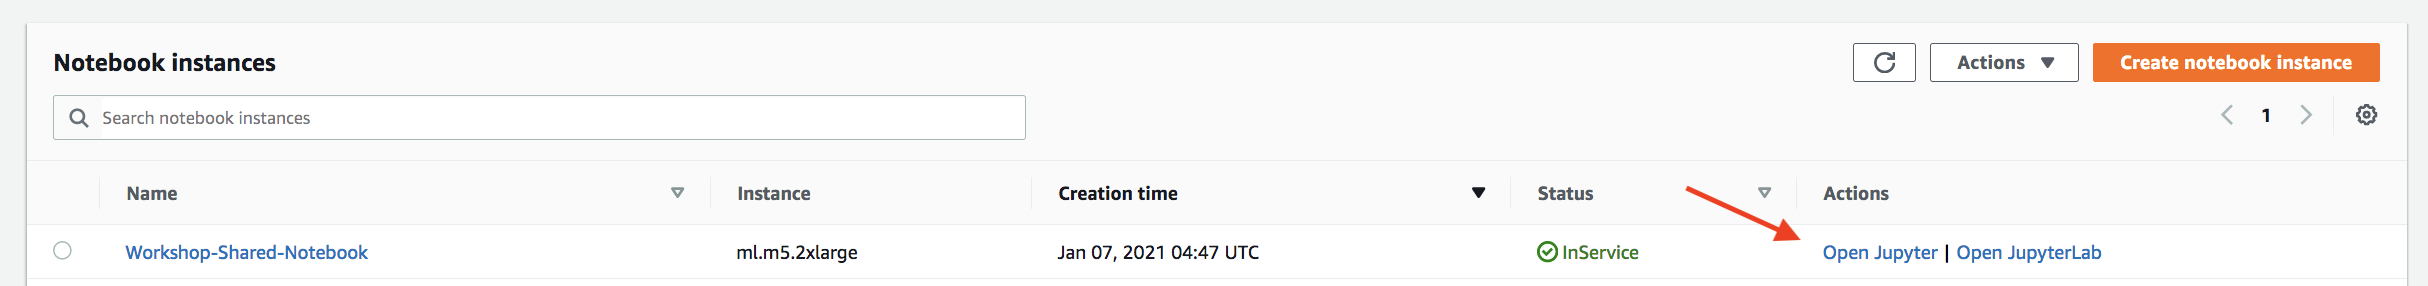 Notebook instances
Actions
Create notebook instance
Search notebook instances
1
Name Instance Creation time Status Actions
Workshop-Shared-Notebook ml.m5.2xlarge Jan 07, 2021 04:47 UTC InService Open Jupyter | Open JupyterLab